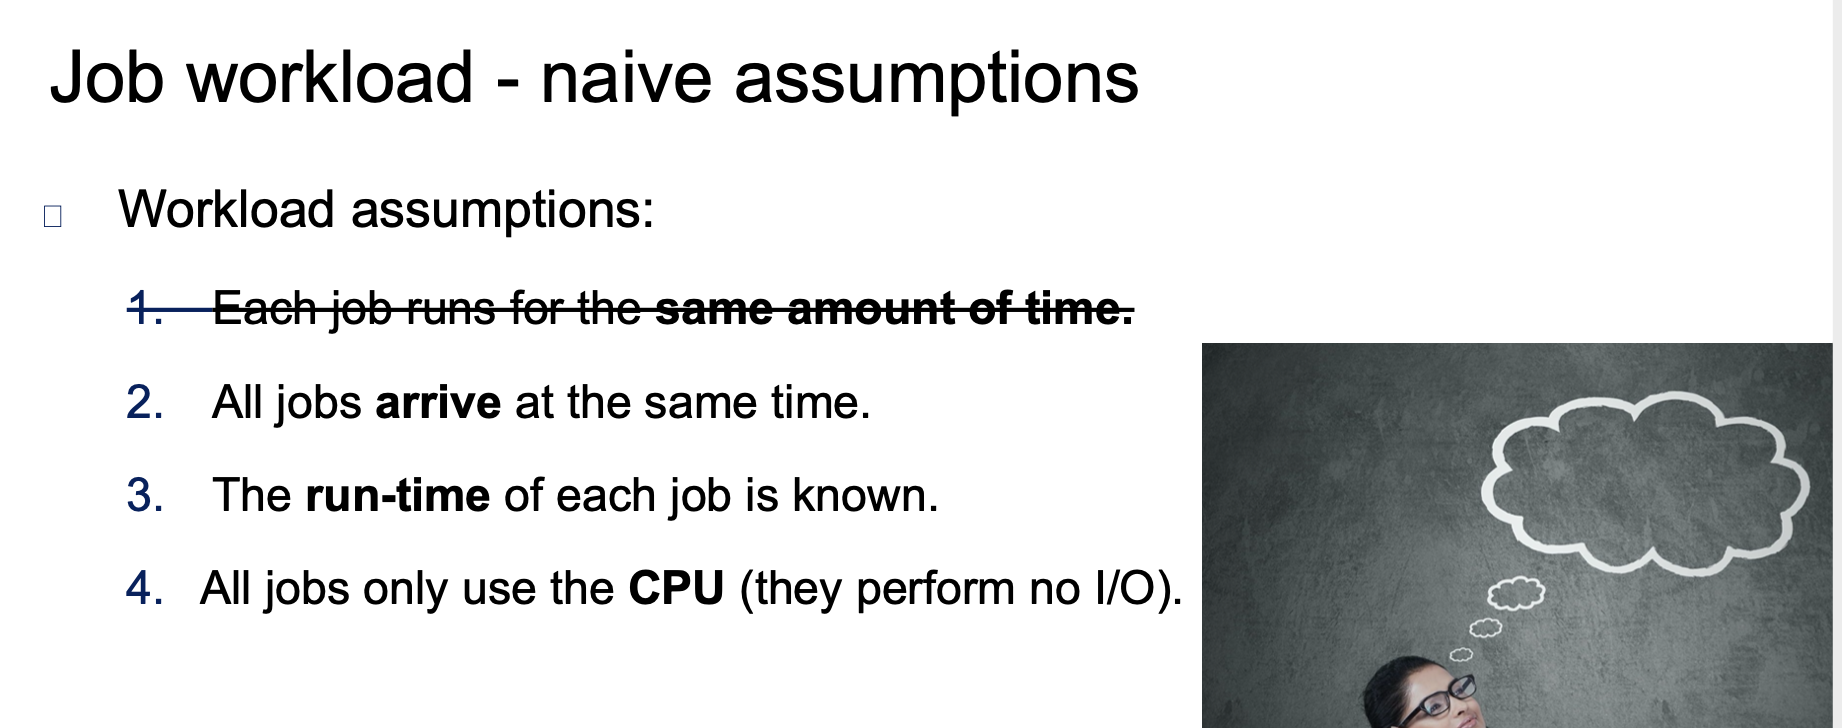 Job workload - naive assumptions
Workload assumptions:
1. Each job runs for the same amount of time.
2. All jobs arrive at the same time.
3. The run-time of each job is known.
4. All jobs only use the CPU (they perform no I/O).